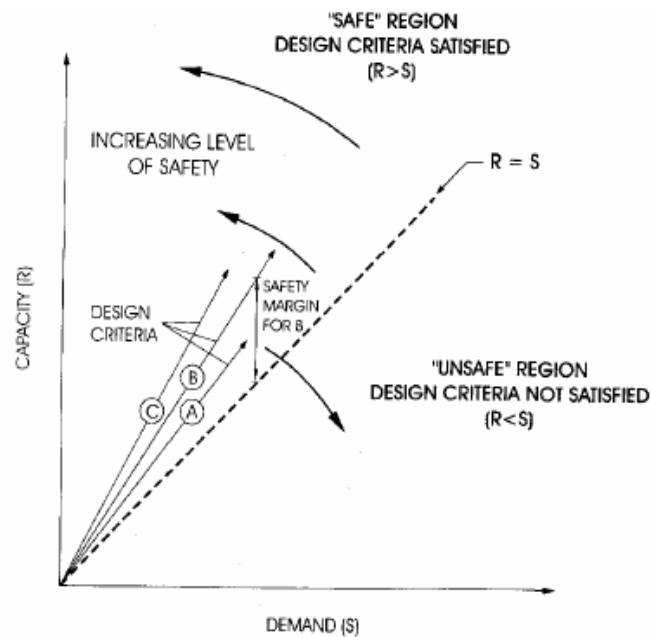 "SAFE" REGION
DESIGN CRITERIA SATISFIED
(R>S)
INCREASING LEVEL
OF SAFETY
R = S
SAFETY
MARGIN
FOR B
DESIGN
CRITERIA
CAPACITY (R)
"UNSAFE" REGION
DESIGN CRITERIA NOT SATISFIED
(R<S)
B
C
A
DEMAND (S)